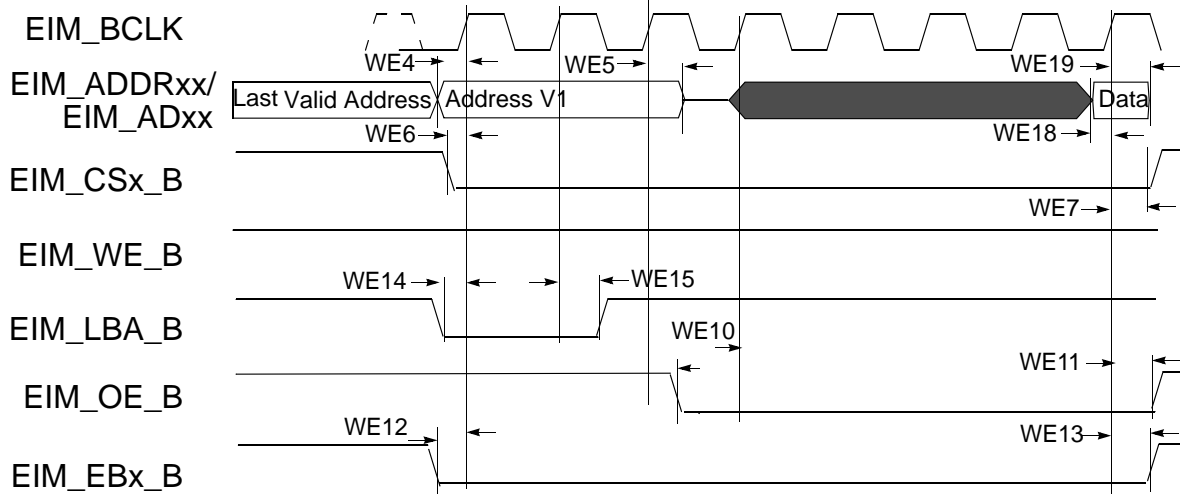 EIM_BCLK
WE4
WE5
WE19
EIM_ADDRxx/
EIM_ADxx
Last Valid Address
Address V1
Data
WE6
WE18
EIM_CSx_B
WE7
EIM_WE_B
WE14
WE15
EIM_LBA_B
WE10
WE11
EIM_OE_B
WE12
WE13
EIM_EBx_B